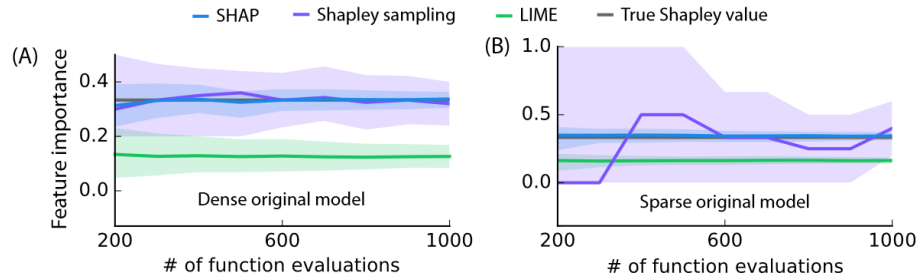 SHAP Shapley sampling LIME True Shapley value
(A)
Feature importance
0.4
0.2
0.0
Dense original model
200 600 1000
# of function evaluations
(B)
1.0
0.5
0.0
Sparse original model
200 600 1000
# of function evaluations